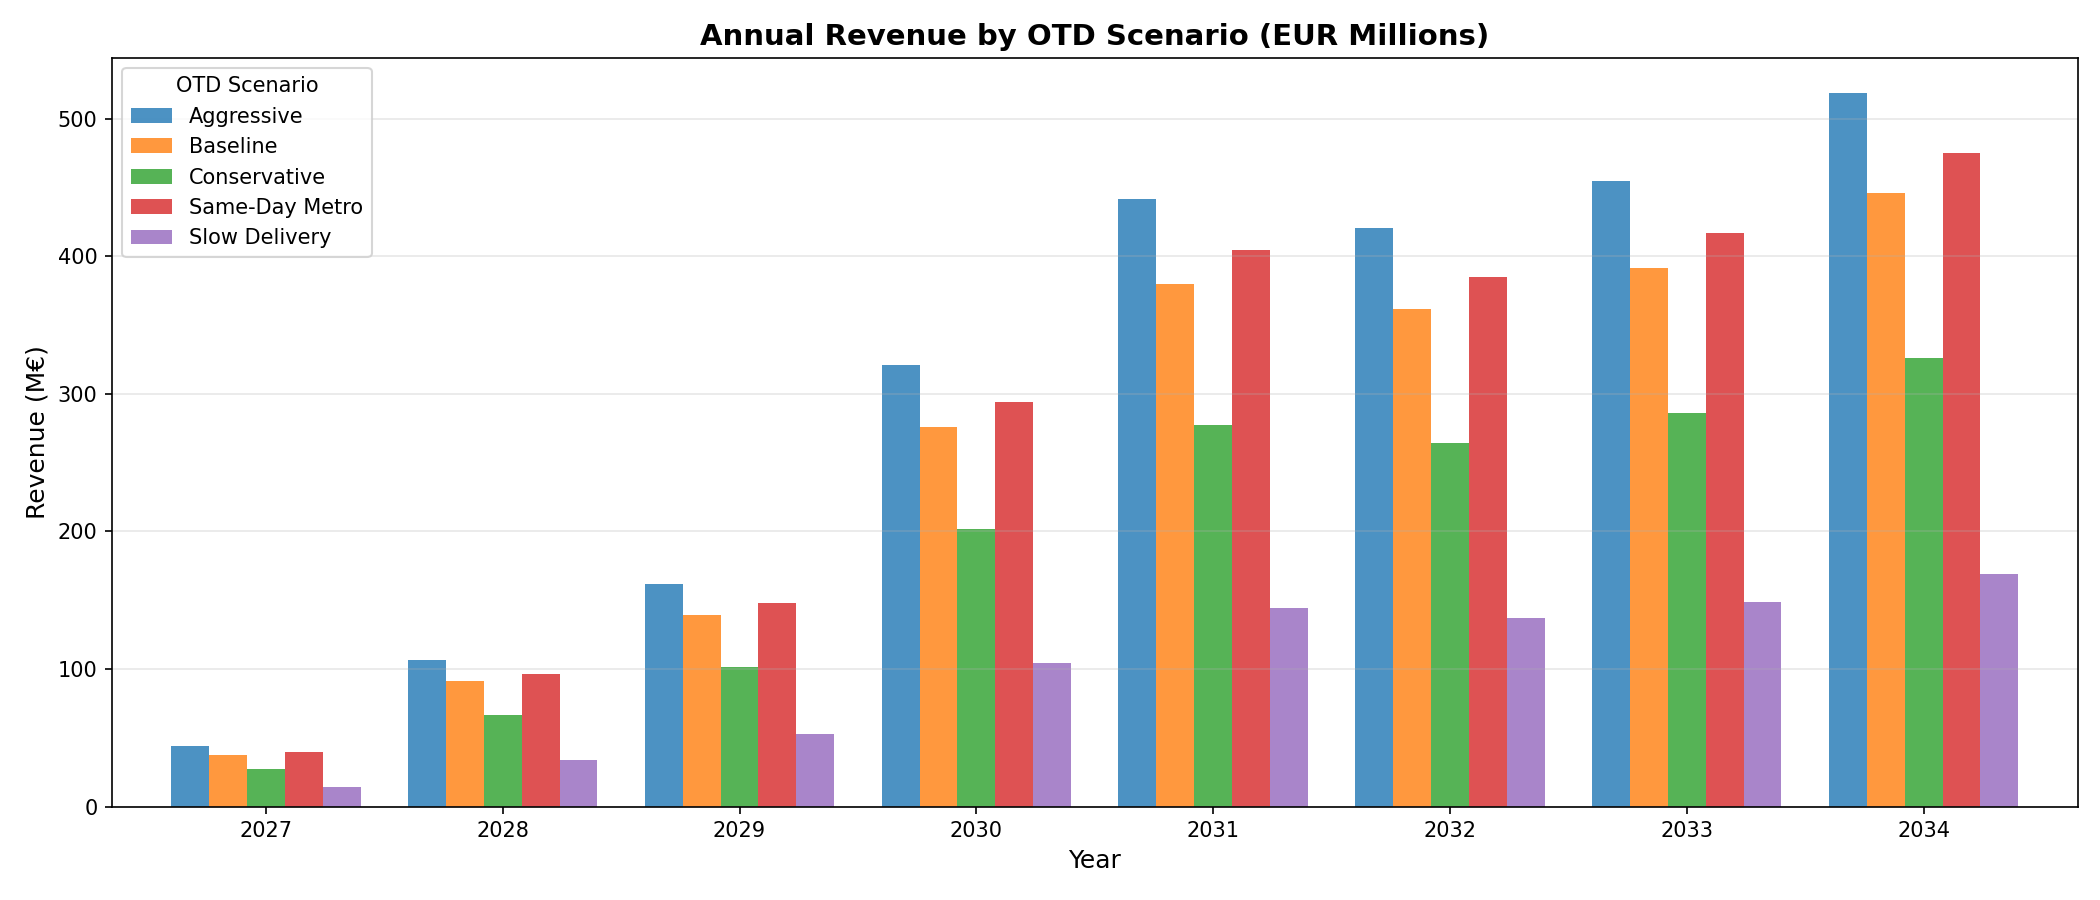 Annual Revenue by OTD Scenario (EUR Millions)
OTD Scenario
Aggressive
Baseline
Conservative
Same-Day Metro
Slow Delivery
Revenue (M€)
500
400
300
200
100
0
2027 2028 2029 2030 2031 2032 2033 2034
Year